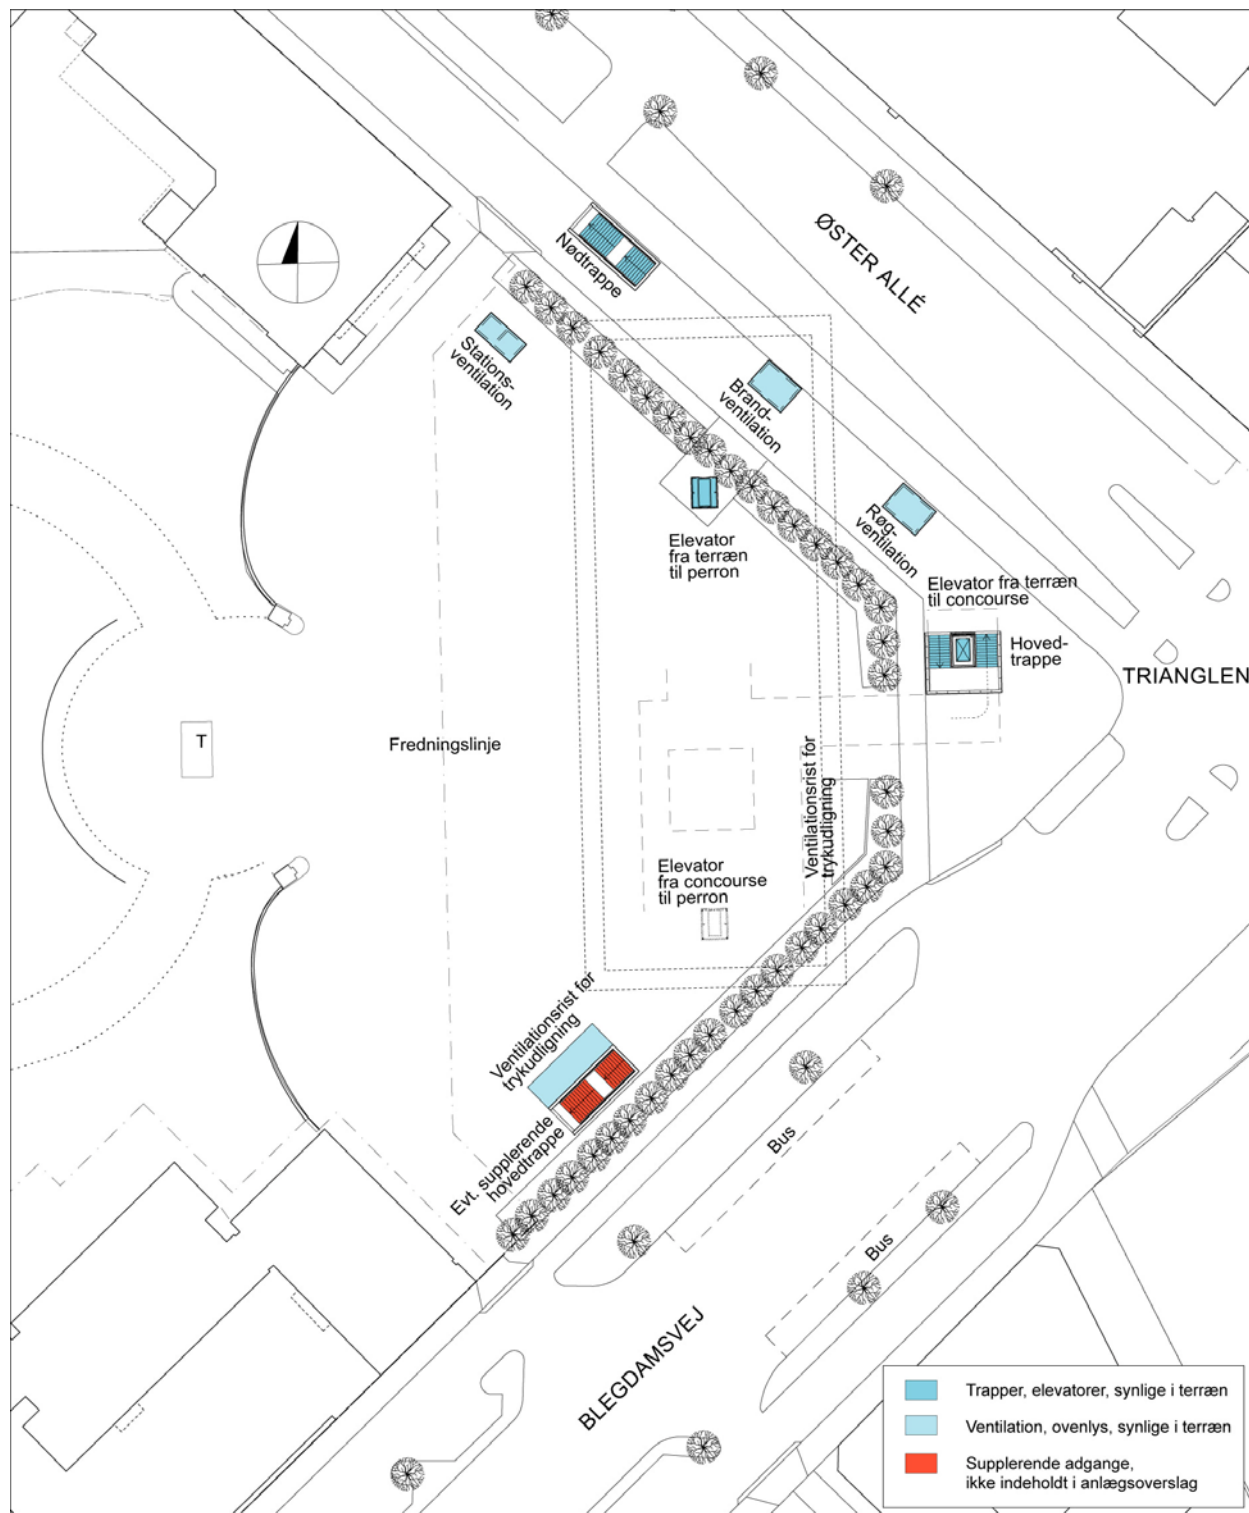 ØSTER ALLÉ
Nødtrappe
Stations-
ventilation
Brand-
ventilation
Røg-
ventilation
Elevator
fra terræn
til perron
Elevator fra terræn
til concourse
Hoved-
trappe
TRIANGLEN
T
Fredningslinje
Ventilationsrist for
trykudligning
Elevator
fra concourse
til perron
Ventilationsrist for
trykudligning
Evt. supplerende
hovedtrappe
Bus
Bus
BLEGDAMSVEJ
Trapper, elevatorer, synlige i terræn
Ventilation, ovenlys, synlige i terræn
Supplerende adgange,
ikke indeholdt i anlægsoverslag